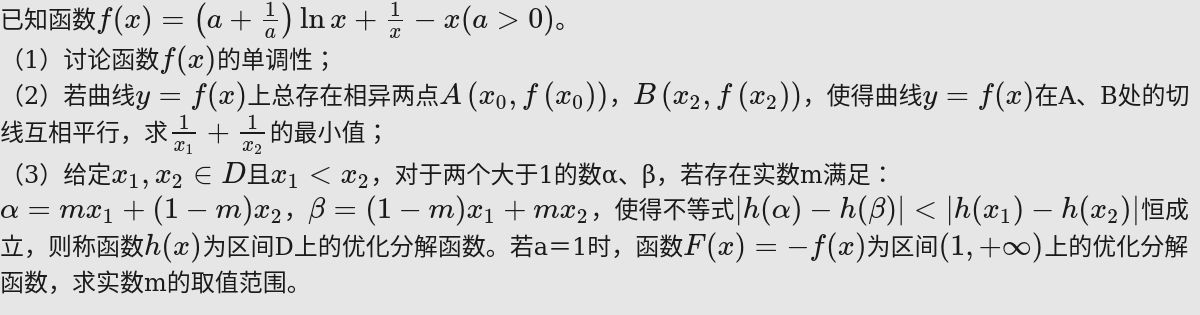 已知函数$f(x) = \left(a + \frac{1}{a}\right) \ln x + \frac{1}{x} - x(a > 0)$。
（1）讨论函数$f(x)$的单调性；
（2）若曲线$y = f(x)$上总存在相异两点$A\left(x_0, f\left(x_0\right)\right)$，$B\left(x_2, f\left(x_2\right)\right)$，使得曲线$y = f(x)$在A、B处的切
线互相平行，求$\frac{1}{x_1} + \frac{1}{x_2}$的最小值；
（3）给定$x_1, x_2 \in D$且$x_1 < x_2$，对于两个大于1的数α、β，若存在实数m满足：
$\alpha = mx_1 + (1 - m)x_2$，$\beta = (1 - m)x_1 + mx_2$，使得不等式$|h(\alpha) - h(\beta)| < |h(x_1) - h(x_2)|$恒成
立，则称函数$h(x)$为区间D上的优化分解函数。若a＝1时，函数$F(x) = -f(x)$为区间$(1, +\infty)$上的优化分解
函数，求实数m的取值范围。